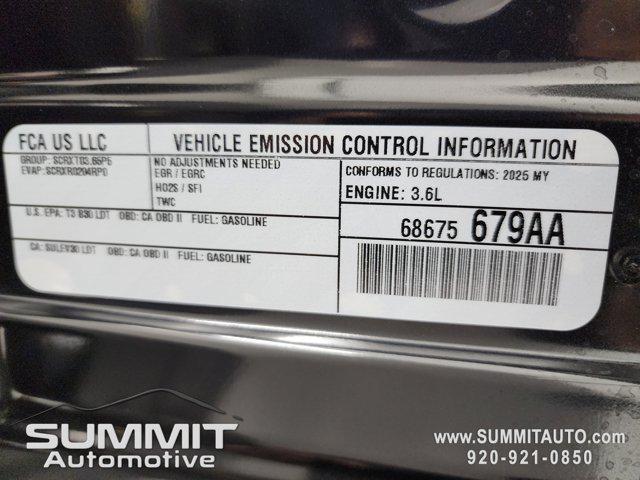 FCA US LLC
VEHICLE EMISSION CONTROL INFORMATION
GROUP: SCRXT03.65P5
EVAP: SCRXR0204RP0
NO ADJUSTMENTS NEEDED
EGR / EGRC
HO2S / SFI
TWC
CONFORMS TO REGULATIONS: 2025 MY
ENGINE: 3.6L
U.S. EPA: T3 B30 LDT OBD: CA OBD II FUEL: GASOLINE
CA: SULEV30 LDT OBD: CA OBD II FUEL: GASOLINE
68675 679AA
SUMMIT
Automotive
WWW.SUMMITAUTO.COM
920-921-0850